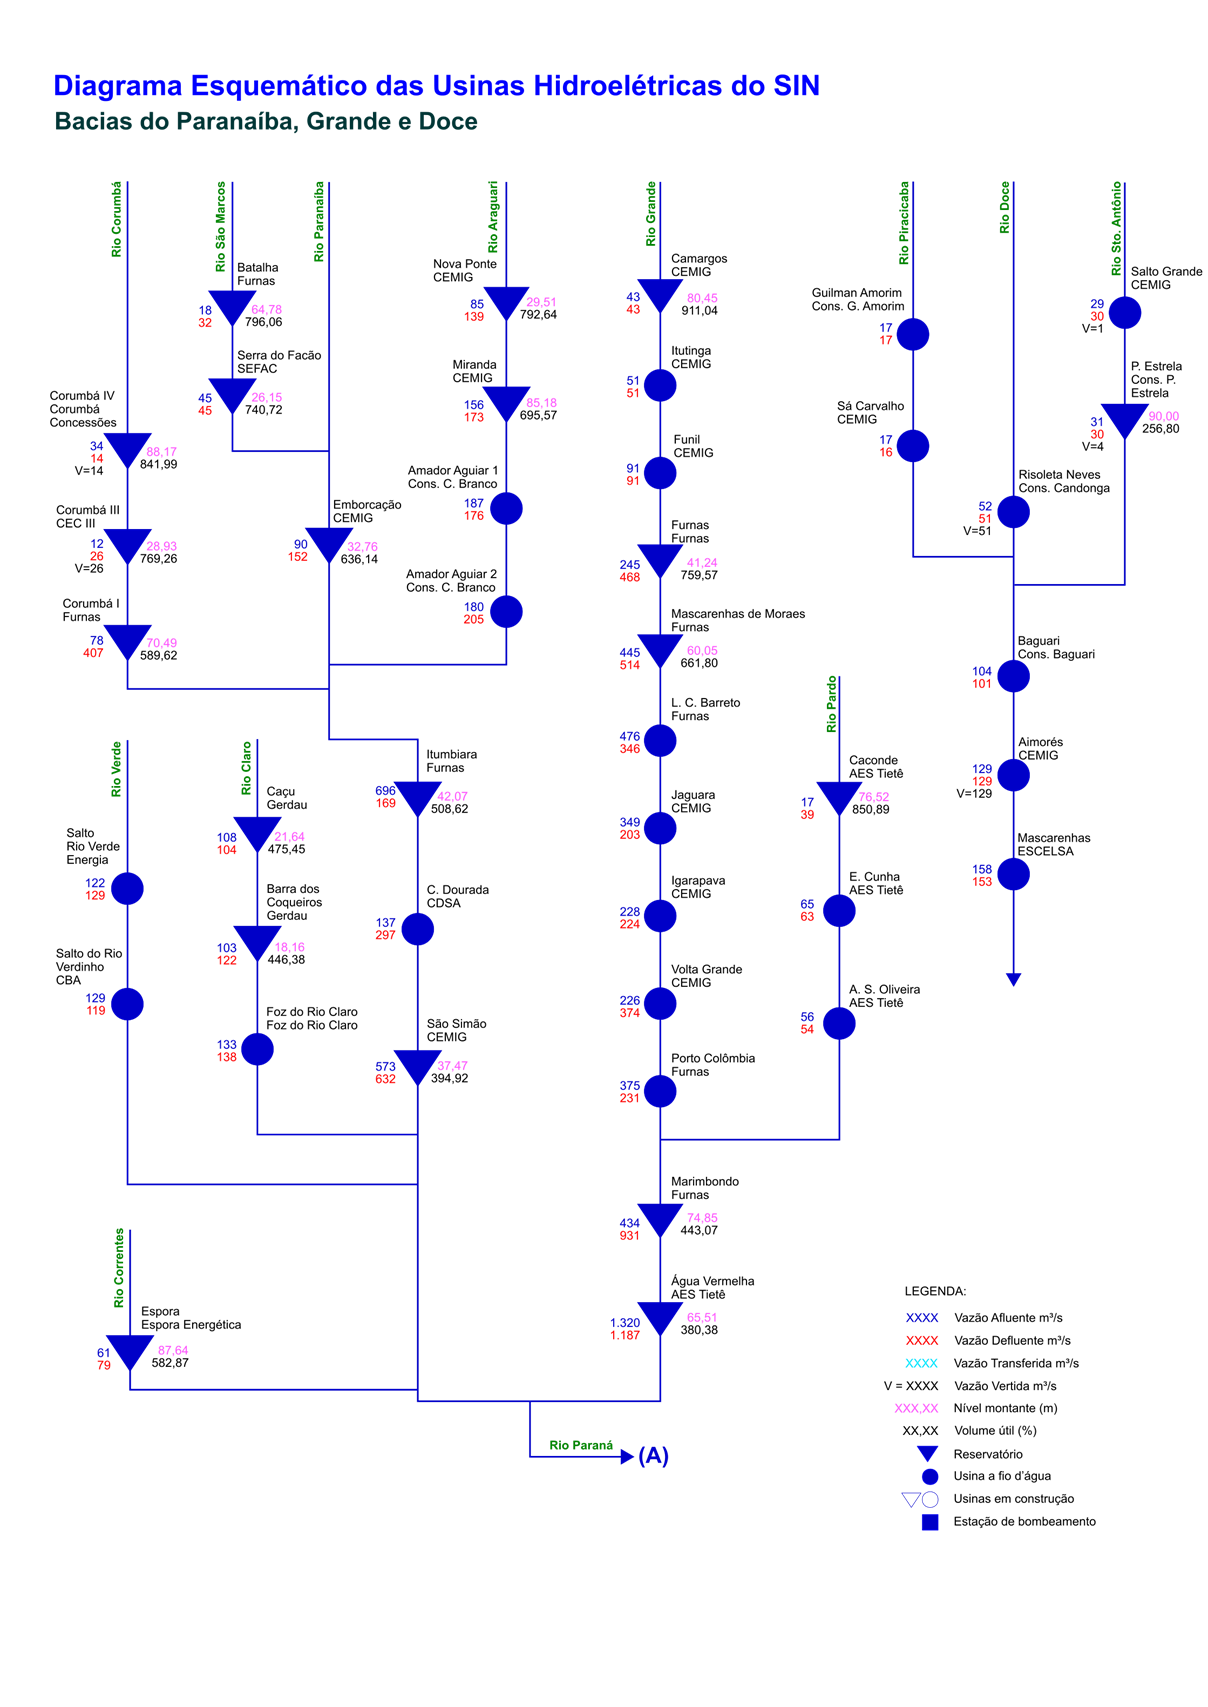 Diagrama Esquemático das Usinas Hidroelétricas do SIN
Bacias do Paranaíba, Grande e Doce
Rio Corumbá
Corumbá IV
Corumbá
Concessões
34
14
V=14
88,17
841,99
Corumbá III
CEC III
12
26
V=26
28,93
769,26
Corumbá I
Furnas
78
407
70,49
589,62
Rio São Marcos
Batalha
Furnas
18
32
64,78
796,06
Serra do Facão
SEFAC
45
45
26,15
740,72
Rio Paranaíba
Emborcação
CEMIG
90
152
32,76
636,14
Rio Araguari
Nova Ponte
CEMIG
85
139
29,51
792,64
Miranda
CEMIG
156
173
85,18
695,57
Amador Aguiar 1
Cons. C. Branco
187
176
Amador Aguiar 2
Cons. C. Branco
180
205
Itumbiara
Furnas
696
169
42,07
508,62
C. Dourada
CDSA
137
297
São Simão
CEMIG
573
632
37,47
394,92
Rio Verde
Salto
Rio Verde
Energia
122
129
Salto do Rio
Verdinho
CBA
129
119
Rio Claro
Caçu
Gerdau
108
104
21,64
475,45
Barra dos
Coqueiros
Gerdau
103
122
18,16
446,38
Foz do Rio Claro
Foz do Rio Claro
133
138
Rio Correntes
Espora
Espora Energética
61
79
87,64
582,87
Rio Grande
Camargos
CEMIG
43
43
80,45
911,04
Itutinga
CEMIG
51
51
Funil
CEMIG
91
91
Furnas
Furnas
245
468
41,24
759,57
Mascarenhas de Moraes
Furnas
445
514
60,05
661,80
L. C. Barreto
Furnas
476
346
Jaguara
CEMIG
349
203
Igarapava
CEMIG
228
224
Volta Grande
CEMIG
226
374
Porto Colômbia
Furnas
375
231
Marimbondo
Furnas
434
931
74,85
443,07
Água Vermelha
AES Tietê
1.320
1.187
65,51
380,38
Rio Pardo
Caconde
AES Tietê
17
39
76,52
850,89
E. Cunha
AES Tietê
65
63
A. S. Oliveira
AES Tietê
56
54
Rio Paraná
(A)
Rio Piracicaba
Guilman Amorim
Cons. G. Amorim
17
17
Sá Carvalho
CEMIG
17
16
Rio Doce
Risoleta Neves
Cons. Candonga
52
51
V=51
Rio Sto. Antônio
Salto Grande
CEMIG
29
30
V=1
P. Estrela
Cons. P.
Estrela
31
30
V=4
90,00
256,80
Baguari
Cons. Baguari
104
101
Aimorés
CEMIG
129
129
V=129
Mascarenhas
ESCELSA
158
153
LEGENDA:
XXXX Vazão Afluente m³/s
XXXX Vazão Defluente m³/s
XXXX Vazão Transferida m³/s
V = XXXX Vazão Vertida m³/s
XXX,XX Nível montante (m)
XX,XX Volume útil (%)
Reservatório
Usina a fio d'água
Usinas em construção
Estação de bombeamento